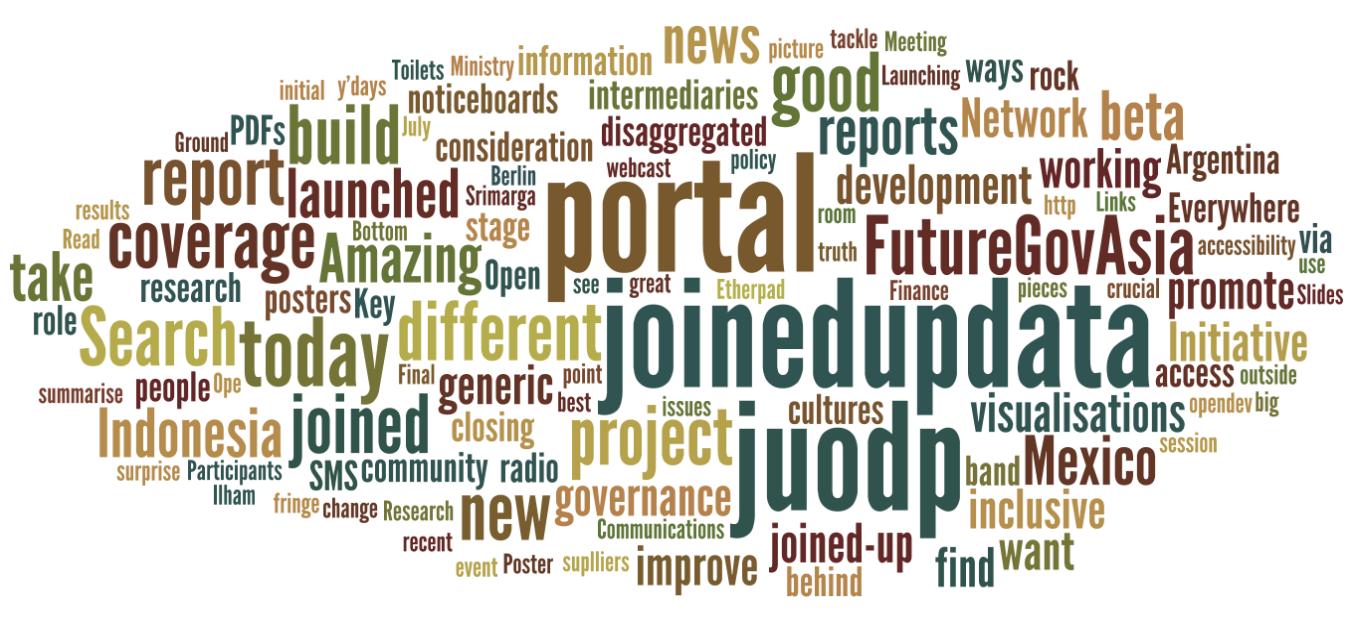 news picture tackle Meeting
Toilets Ministry information good Launching ways rock
initial y'days noticeboards intermediaries reports Network beta
Ground PDFs build July consideration disaggregated
report launched Berlin Srimarga webcast policy portal development working Argentina
results Read coverage Bottom stage room http Links Everywhere
take research Amazing Open truth FutureGovAsia accessibility via use
posters Key see great Etherpad Finance pieces crucial promote Slides
role Search today different joinedupdata Initiative
summarise people Ope Final generic point best access outside
Indonesia joined closing issues project cultures juodp visualisations opendev big
surprise Participants SMS community radio band Mexico session
Ilham fringe change Research new governance inclusive
recent Communications joined-up find want
event Poster suplliers improve behind